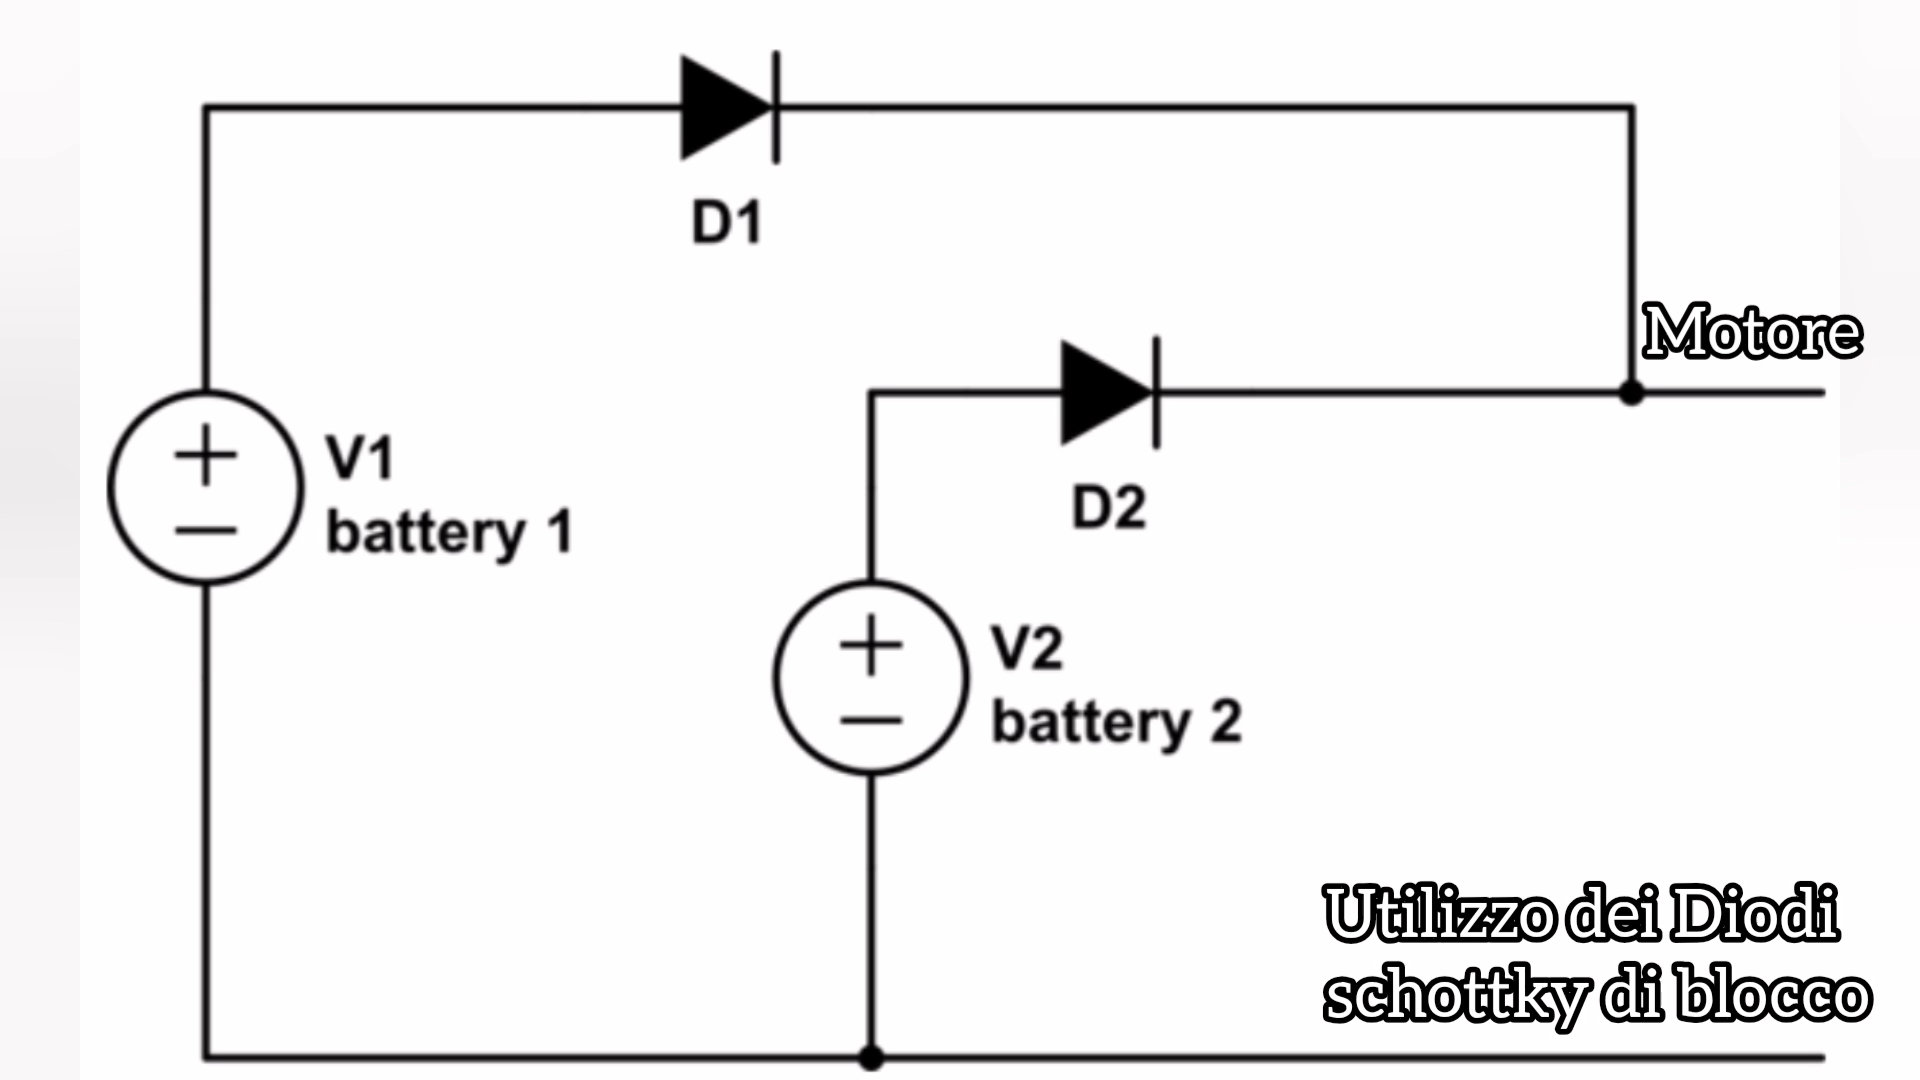 D1
Motore
V1
battery 1
D2
V2
battery 2
Utilizzo dei Diodi
schottky di blocco